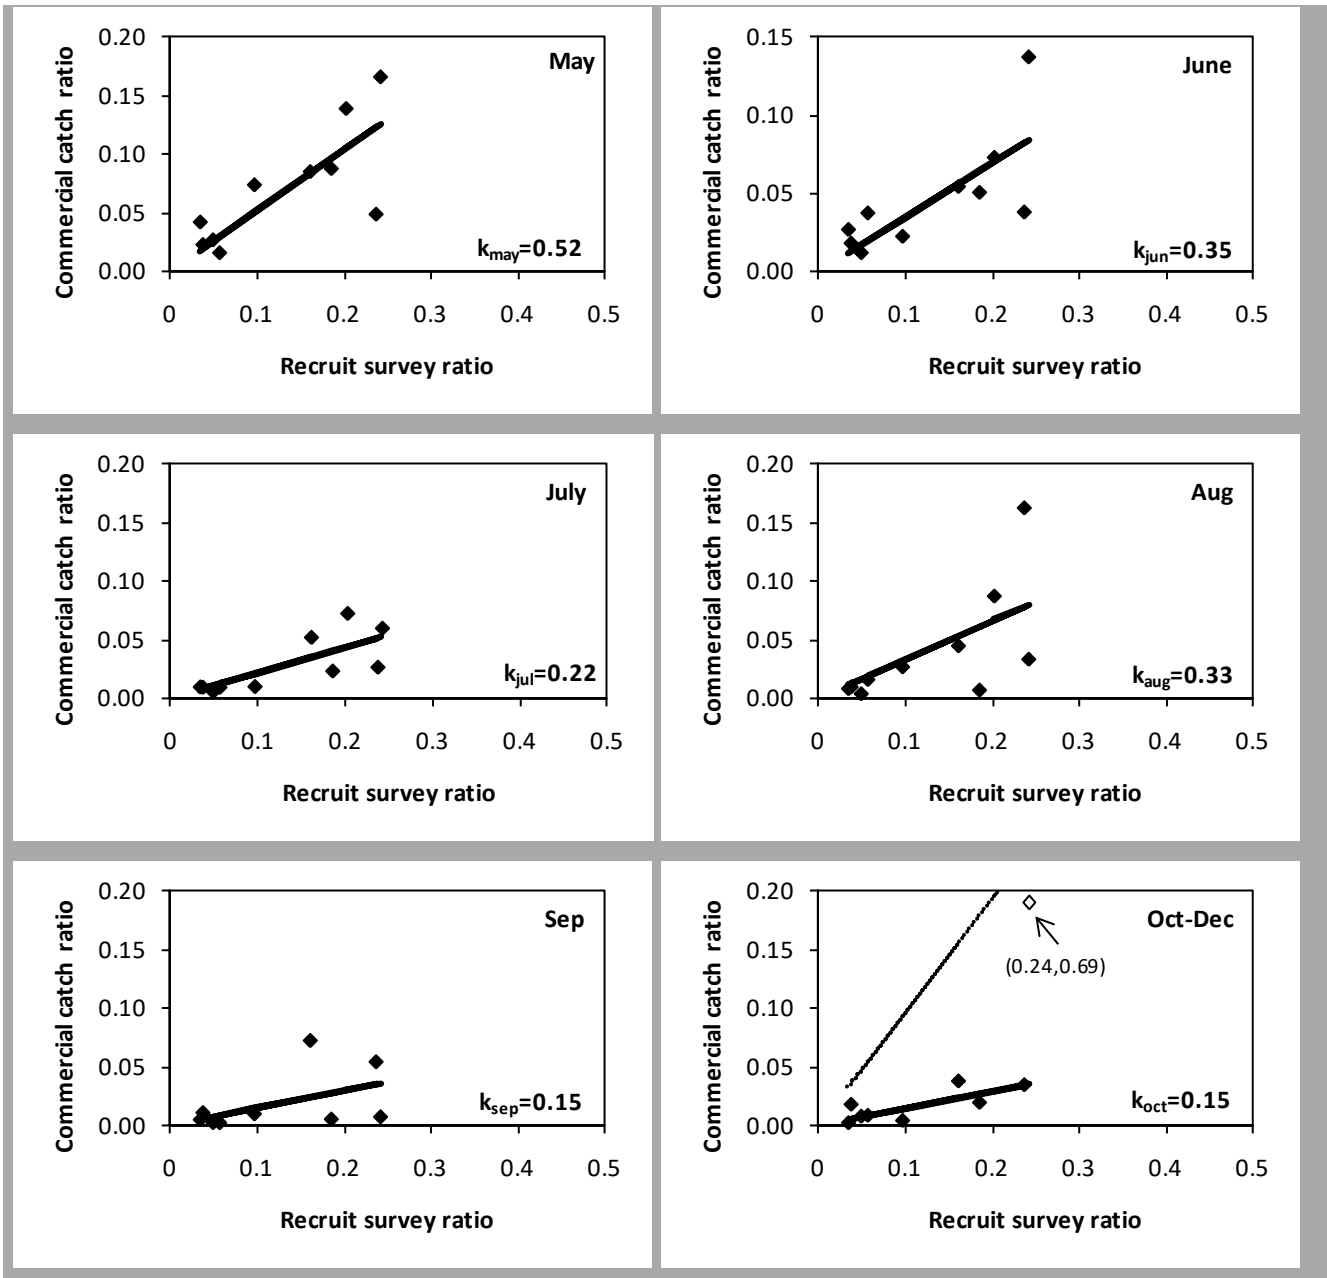 0.20
May
0.15
0.10
0.05
0.00
Commercial catch ratio
k_may=0.52
0 0.1 0.2 0.3 0.4 0.5
Recruit survey ratio
0.15
June
0.10
0.05
0.00
Commercial catch ratio
k_jun=0.35
0 0.1 0.2 0.3 0.4 0.5
Recruit survey ratio
0.20
July
0.15
0.10
0.05
0.00
Commercial catch ratio
k_jul=0.22
0 0.1 0.2 0.3 0.4 0.5
Recruit survey ratio
0.20
Aug
0.15
0.10
0.05
0.00
Commercial catch ratio
k_aug=0.33
0 0.1 0.2 0.3 0.4 0.5
Recruit survey ratio
0.20
Sep
0.15
0.10
0.05
0.00
Commercial catch ratio
k_sep=0.15
0 0.1 0.2 0.3 0.4 0.5
Recruit survey ratio
0.20
Oct-Dec
0.15
(0.24,0.69)
0.10
0.05
0.00
Commercial catch ratio
k_oct=0.15
0 0.1 0.2 0.3 0.4 0.5
Recruit survey ratio